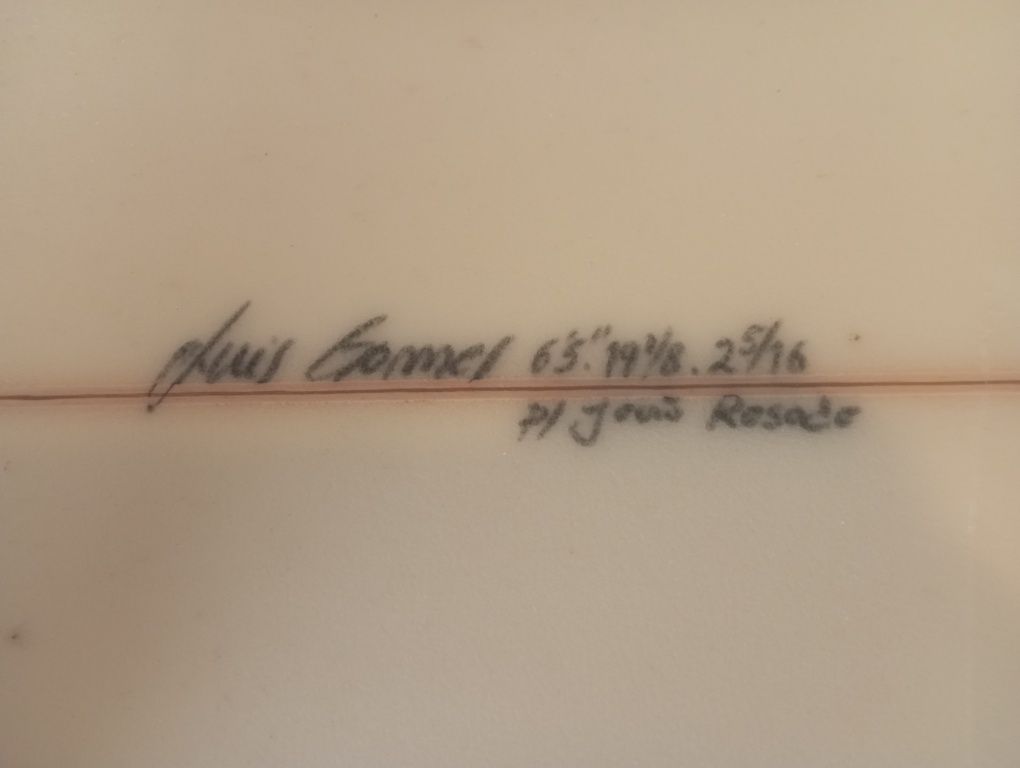 Luis Gomes 6'5". 19 1/8. 2 5/16
P/ João Rosado